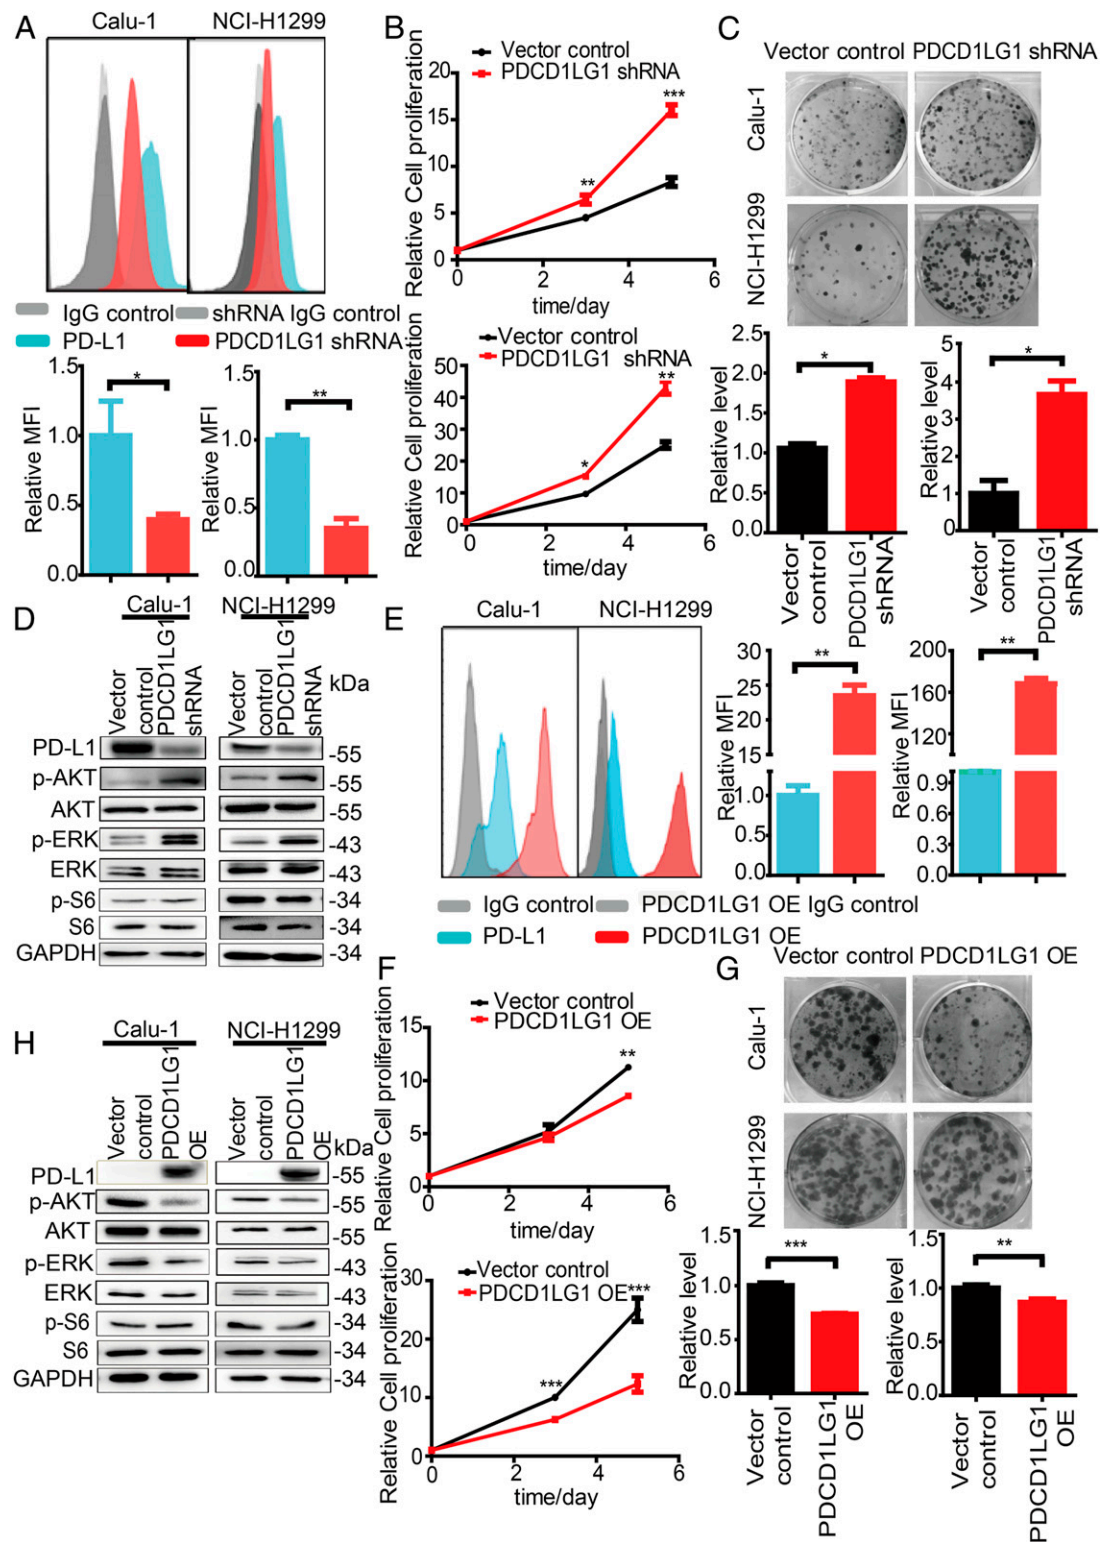 A
Calu-1 NCI-H1299
IgG control shRNA IgG control
PD-L1 PDCD1LG1 shRNA
Relative MFI
1.5
1.0
0.5
0.0
*
Relative MFI
1.5
1.0
0.5
0.0
**
B
Vector control
PDCD1LG1 shRNA
Relative Cell proliferation
20
15
10
5
0
** ***
0 2 4 6
time/day
Vector control
PDCD1LG1 shRNA
Relative Cell proliferation
50
40
30
20
10
0
* **
0 2 4 6
time/day
C
Vector control PDCD1LG1 shRNA
Calu-1
NCI-H1299
Relative level
2.5
2.0
1.5
1.0
0.5
0.0
*
Vector control
PDCD1LG1 shRNA
Relative level
5
4
3
2
1
0
*
Vector control
PDCD1LG1 shRNA
D
Calu-1 NCI-H1299
Vector control
PDCD1LG1 shRNA
Vector control
PDCD1LG1 shRNA
kDa
PD-L1 -55
p-AKT -55
AKT -55
p-ERK -43
ERK -43
p-S6 -34
S6 -34
GAPDH -34
E
Calu-1 NCI-H1299
IgG control PDCD1LG1 OE IgG control
PD-L1 PDCD1LG1 OE
Relative MFI
30
25
20
15
10
1.0
0.5
0.0
**
Relative MFI
200
160
120
0.9
0.6
0.3
0.0
**
F
Vector control
PDCD1LG1 OE
Relative Cell proliferation
15
10
5
0
**
0 2 4 6
time/day
Vector control
PDCD1LG1 OE
Relative Cell proliferation
30
20
10
0
*** ***
0 2 4 6
time/day
G
Vector control PDCD1LG1 OE
Calu-1
NCI-H1299
Relative level
1.5
1.0
0.5
0.0
***
Vector control
PDCD1LG1 OE
Relative level
1.5
1.0
0.5
0.0
**
Vector control
PDCD1LG1 OE
H
Calu-1 NCI-H1299
Vector control
PDCD1LG1 OE
Vector control
PDCD1LG1 OE
kDa
PD-L1 -55
p-AKT -55
AKT -55
p-ERK -43
ERK -43
p-S6 -34
S6 -34
GAPDH -34